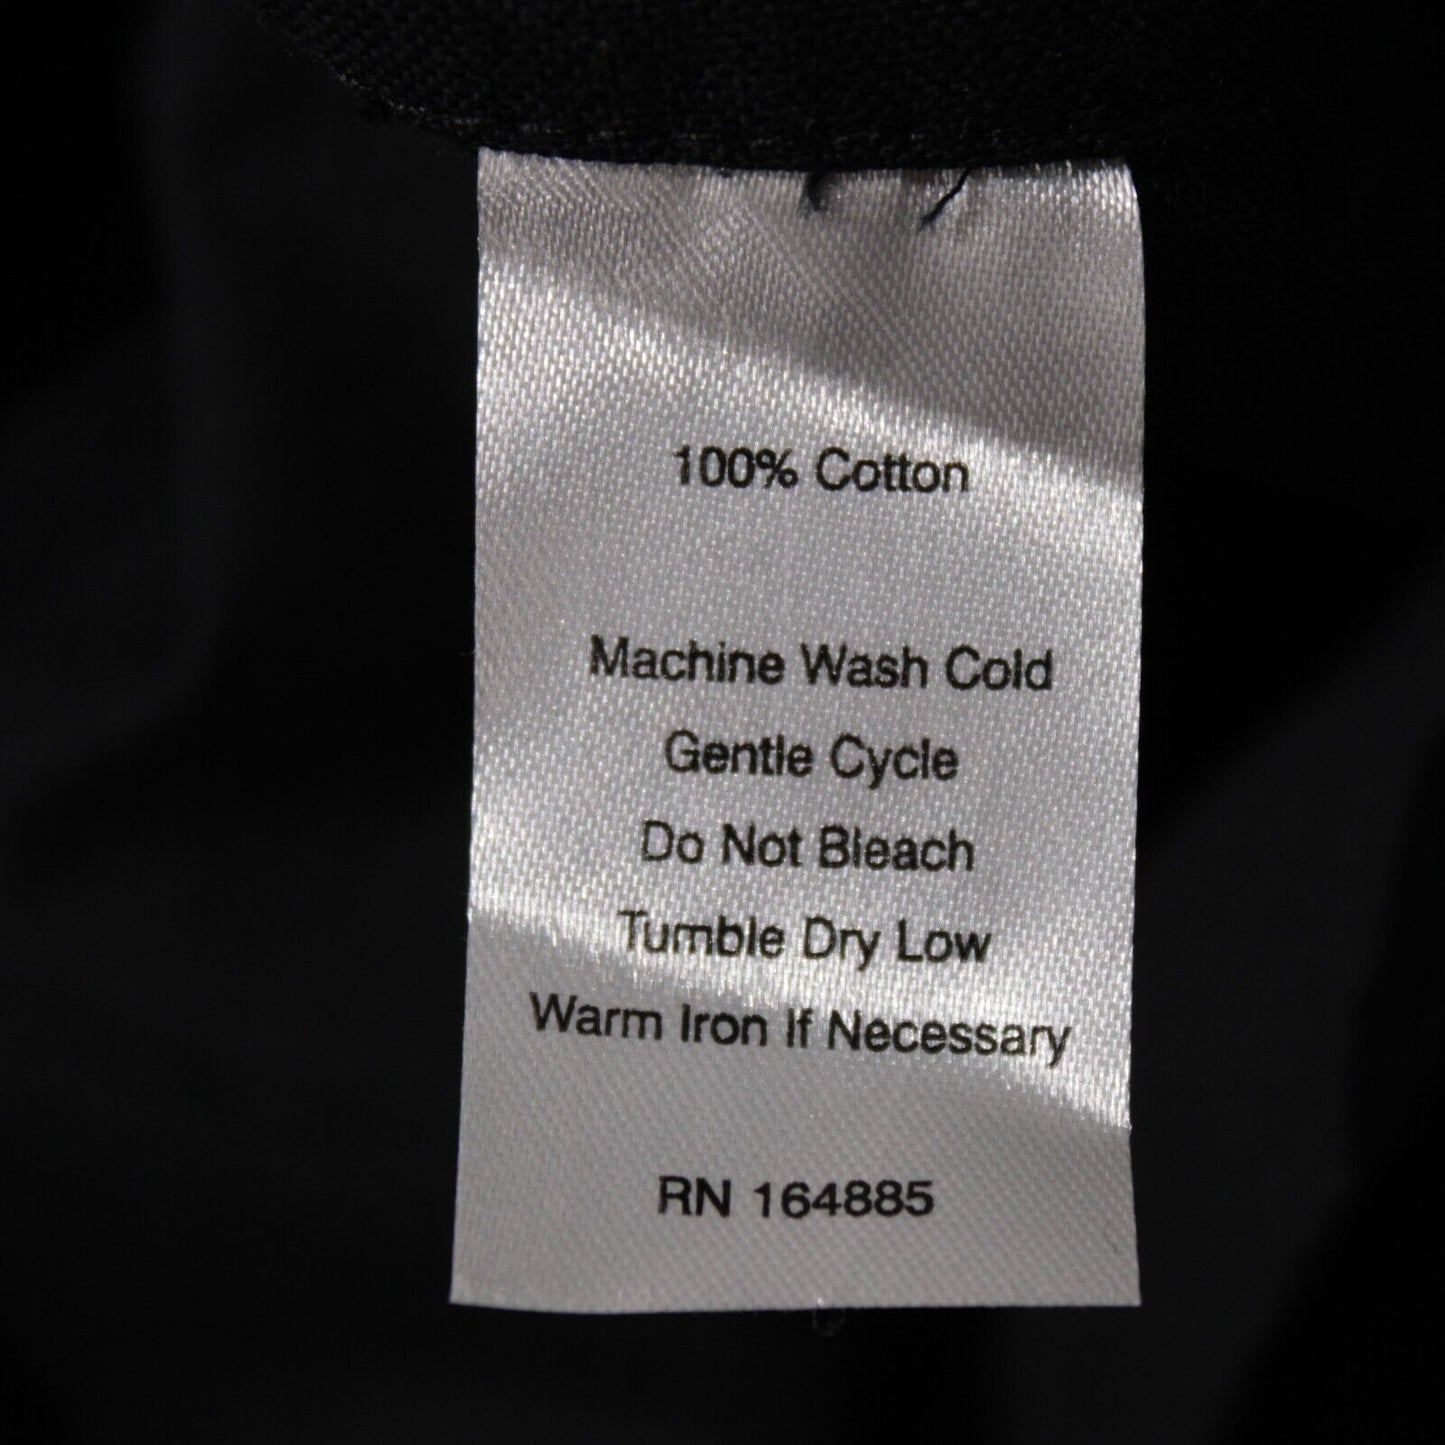 100% Cotton
Machine Wash Cold
Gentle Cycle
Do Not Bleach
Tumble Dry Low
Warm Iron If Necessary
RN 164885